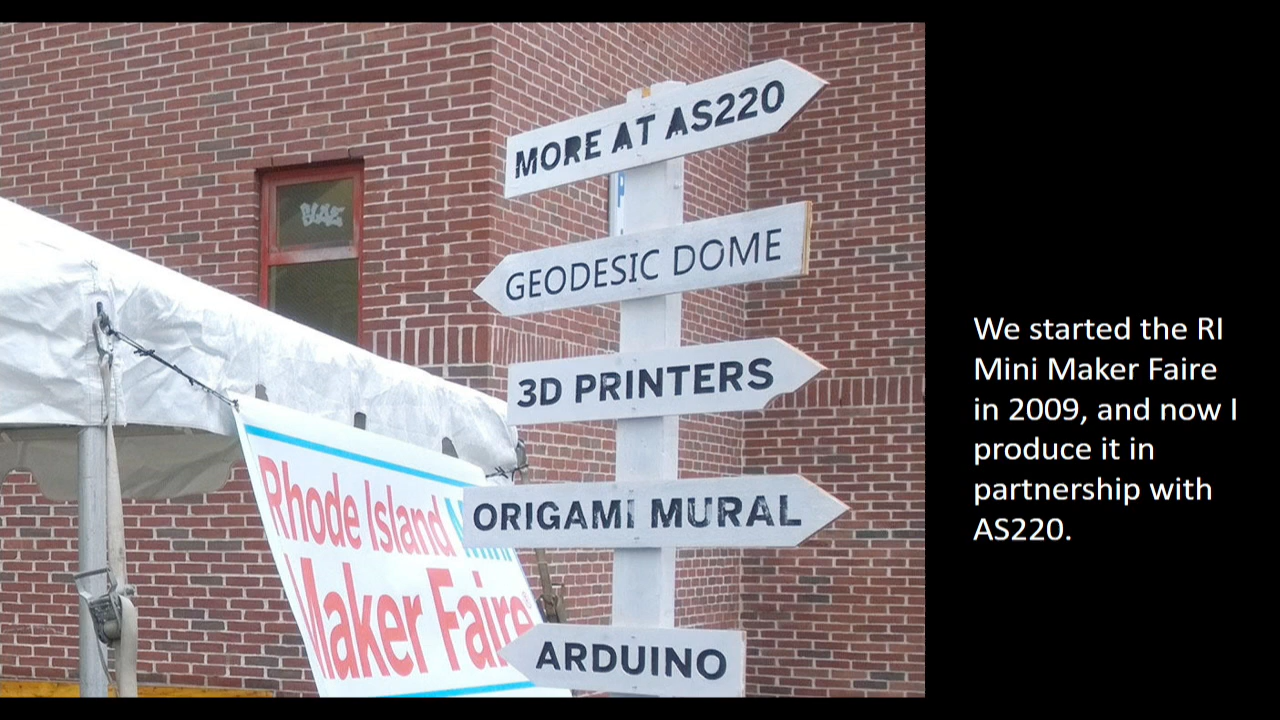 MORE AT AS220
GEODESIC DOME
3D PRINTERS
ORIGAMI MURAL
ARDUINO
Rhode Island Mini
Maker Faire
We started the RI
Mini Maker Faire
in 2009, and now I
produce it in
partnership with
AS220.